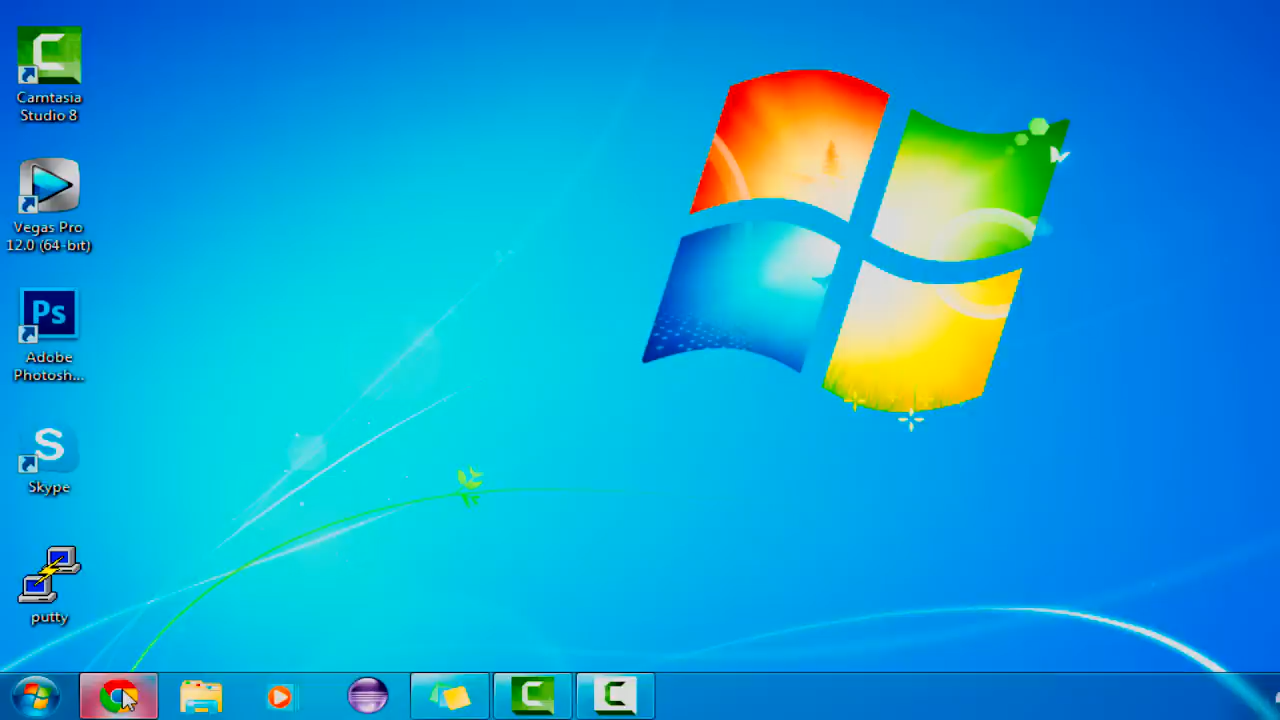 Camtasia
Studio 8
Vegas Pro
12.0 (64-bit)
Ps
Adobe
Photosh...
S
Skype
putty